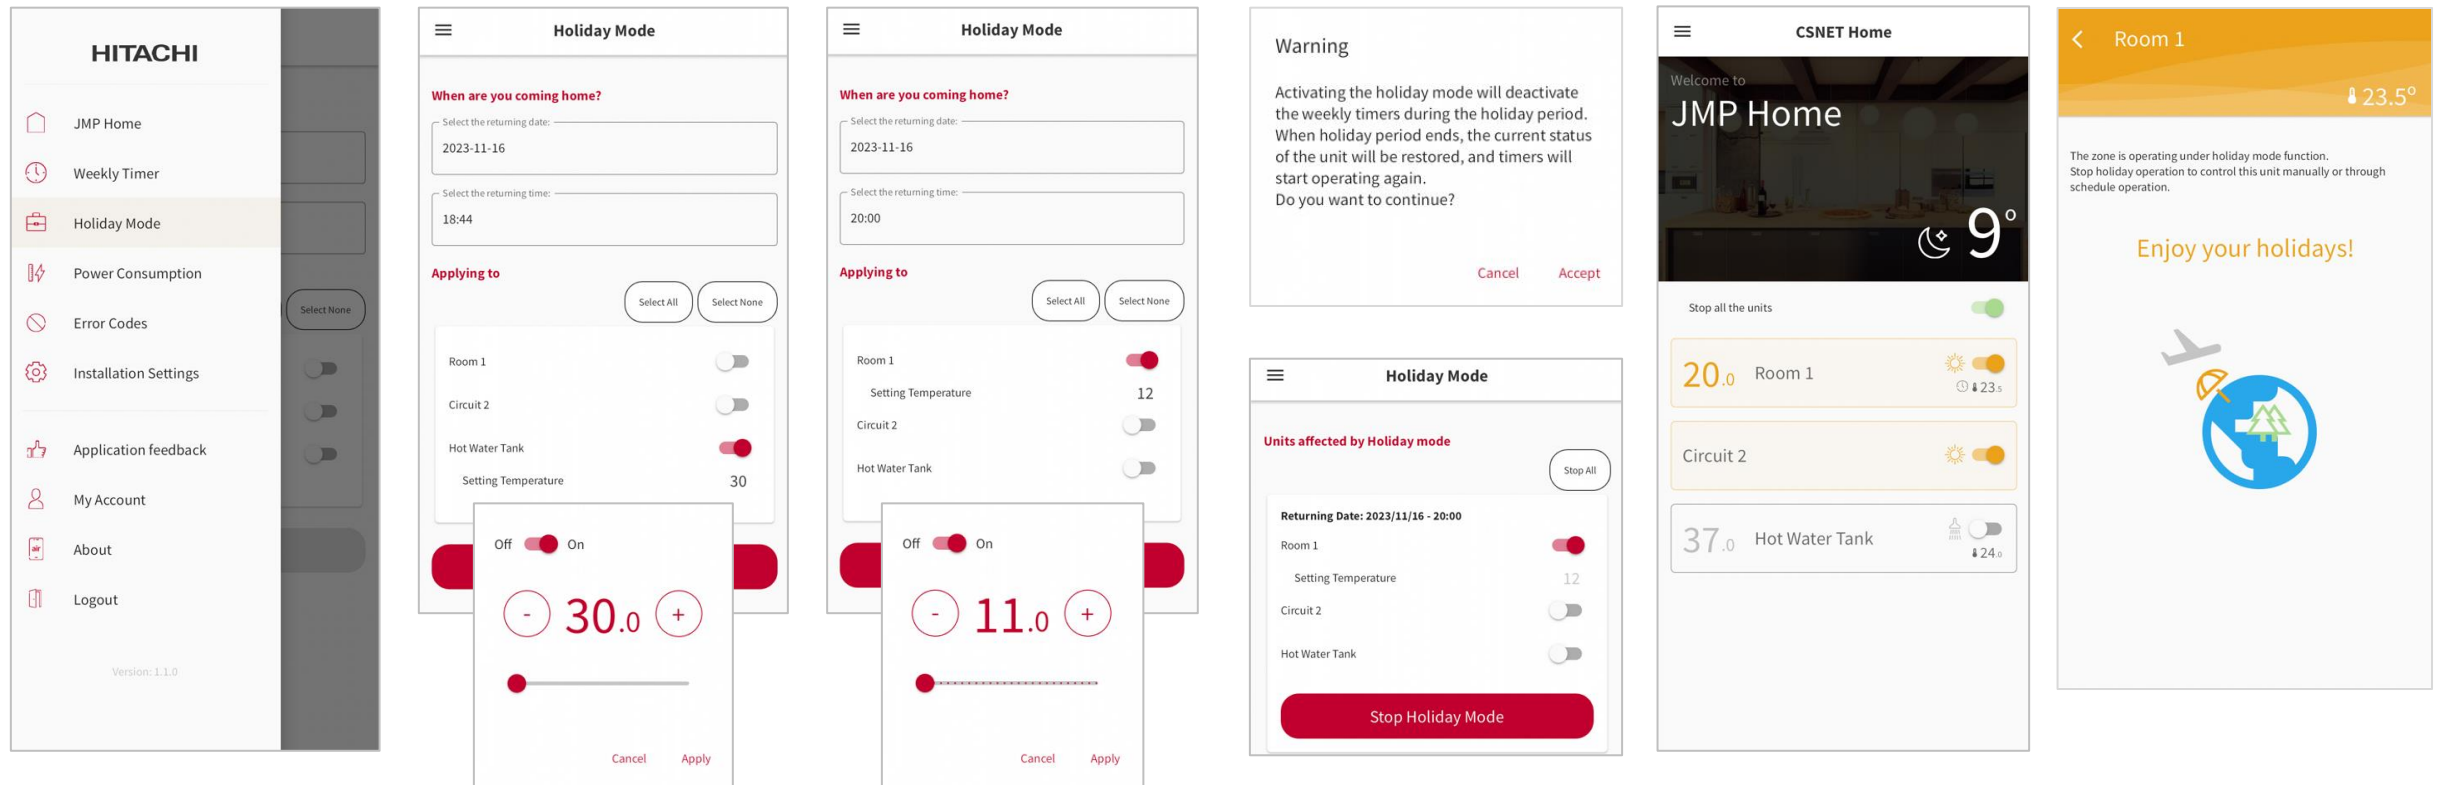 HITACHI
JMP Home
Weekly Timer
Holiday Mode
Power Consumption
Error Codes
Installation Settings
Application feedback
air
My Account
About
Logout
Version: 1.1.0
Select None
Holiday Mode
When are you coming home?
Select the returning date:
2023-11-16
Select the returning time:
18:44
Applying to
Select All
Select None
Room 1
Circuit 2
Hot Water Tank
Setting Temperature
30
Off
On
-
30.0
+
Cancel
Apply
Holiday Mode
When are you coming home?
Select the returning date:
2023-11-16
Select the returning time:
20:00
Applying to
Select All
Select None
Room 1
Setting Temperature
12
Circuit 2
Hot Water Tank
Off
On
-
11.0
+
Cancel
Apply
Warning
Activating the holiday mode will deactivate
the weekly timers during the holiday period.
When holiday period ends, the current status
of the unit will be restored, and timers will
start operating again.
Do you want to continue?
Cancel
Accept
Holiday Mode
Units affected by Holiday mode
Stop All
Returning Date: 2023/11/16 - 20:00
Room 1
Setting Temperature
12
Circuit 2
Hot Water Tank
Stop Holiday Mode
CSNET Home
Welcome to
JMP Home
9°
Stop all the units
20.0
Room 1
23.5
Circuit 2
37.0
Hot Water Tank
24.0
Room 1
23.5°
The zone is operating under holiday mode function.
Stop holiday operation to control this unit manually or through
schedule operation.
Enjoy your holidays!